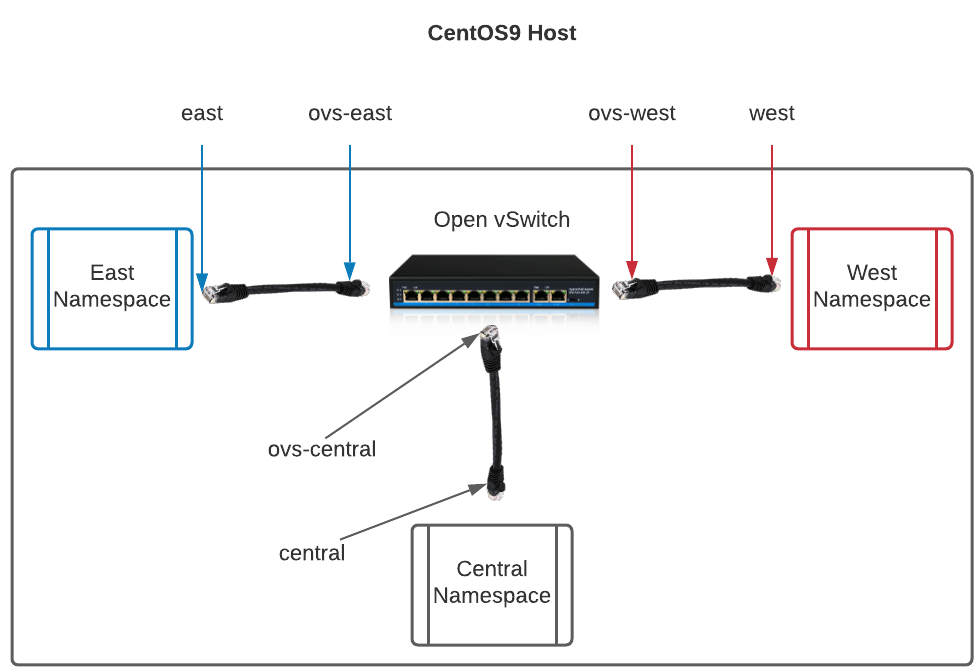 CentOS9 Host
east
ovs-east
ovs-west
west
Open vSwitch
East
Namespace
West
Namespace
ovs-central
central
Central
Namespace